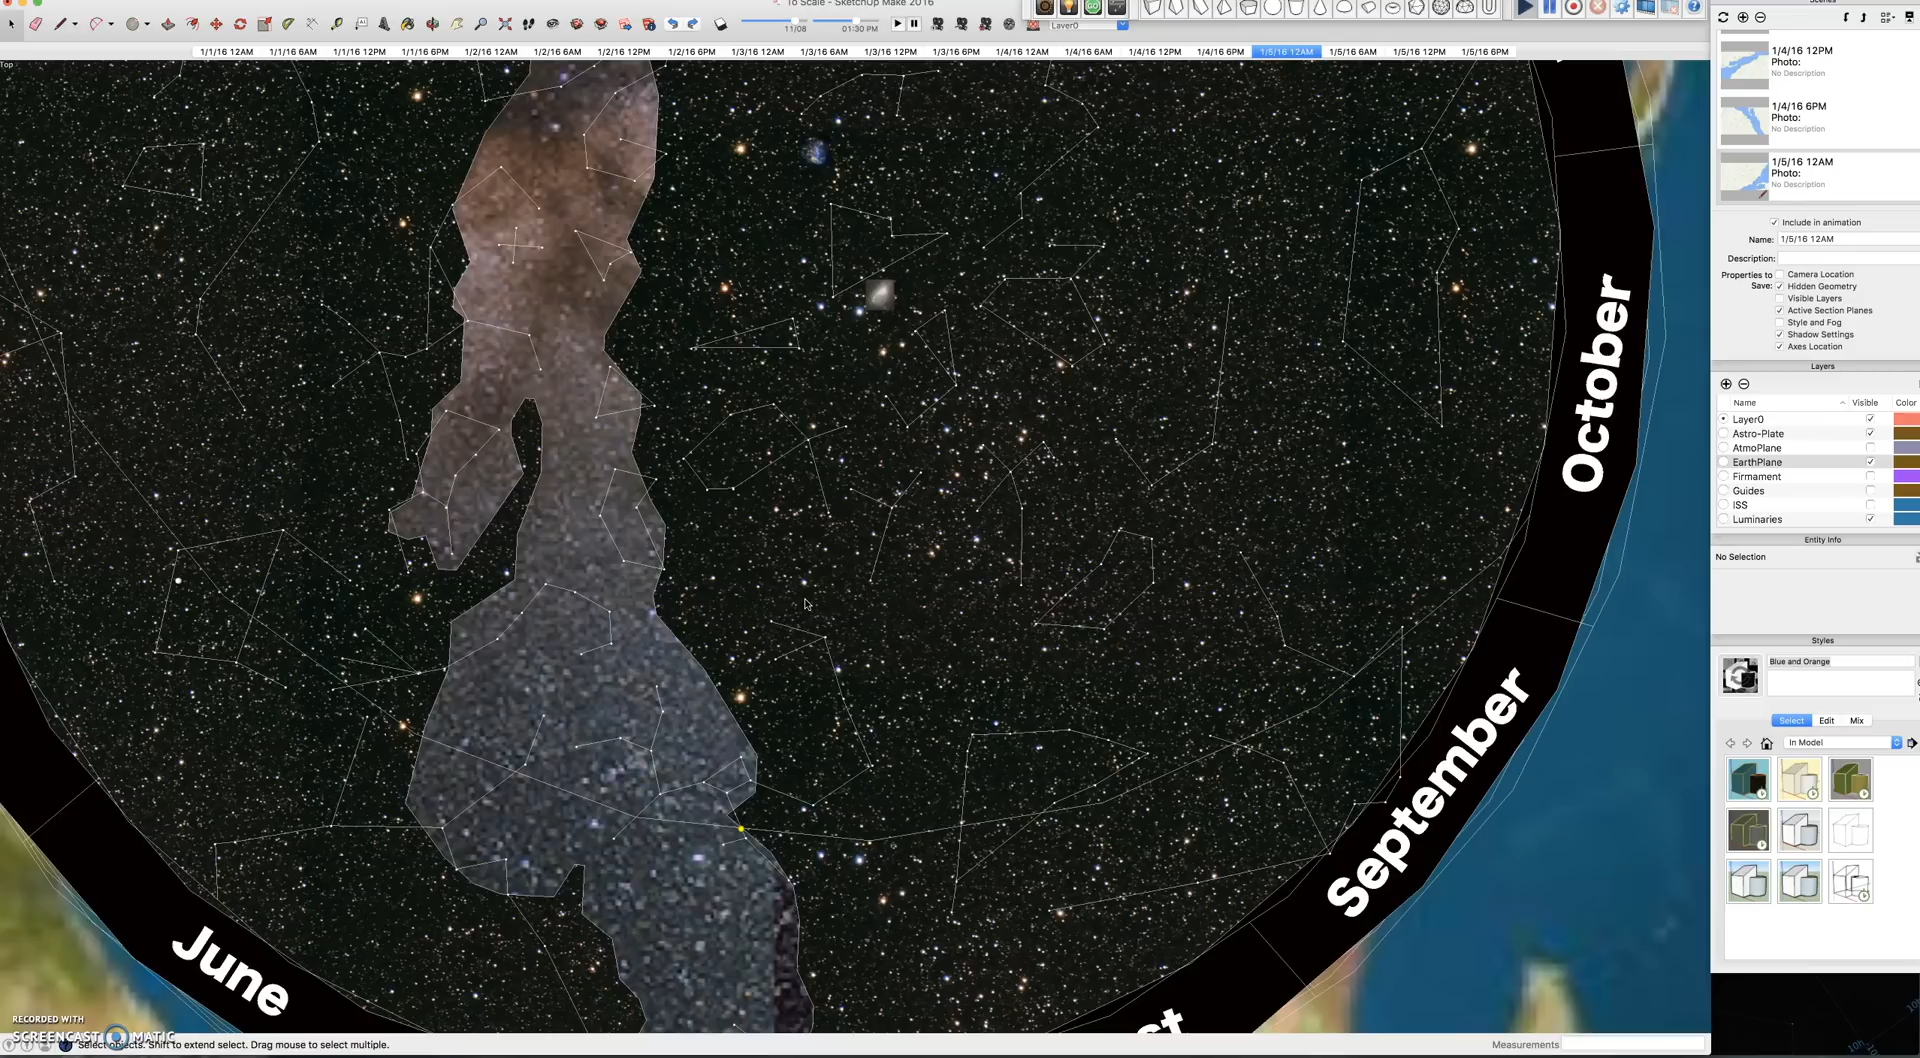 To Scale - SketchUp Make 2016
11/08
01:30 PM
Layer0
1/1/16 12AM
1/1/16 6AM
1/1/16 12PM
1/1/16 6PM
1/2/16 12AM
1/2/16 6AM
1/2/16 12PM
1/2/16 6PM
1/3/16 12AM
1/3/16 6AM
1/3/16 12PM
1/3/16 6PM
1/4/16 12AM
1/4/16 6AM
1/4/16 12PM
1/4/16 6PM
1/5/16 12AM
1/5/16 6AM
1/5/16 12PM
1/5/16 6PM
Top
October
September
June
st
RECORDED WITH
SCREENCAST MATIC
Select objects. Shift to extend select. Drag mouse to select multiple.
Measurements
Scenes
1/4/16 12PM
Photo:
No Description
1/4/16 6PM
Photo:
No Description
1/5/16 12AM
Photo:
No Description
Include in animation
Name: 1/5/16 12AM
Description:
Properties to Save:
Camera Location
Hidden Geometry
Visible Layers
Active Section Planes
Style and Fog
Shadow Settings
Axes Location
Layers
Name Visible Color
Layer0
Astro-Plate
AtmoPlane
EarthPlane
Firmament
Guides
ISS
Luminaries
Entity Info
No Selection
Styles
Blue and Orange
Select Edit Mix
In Model